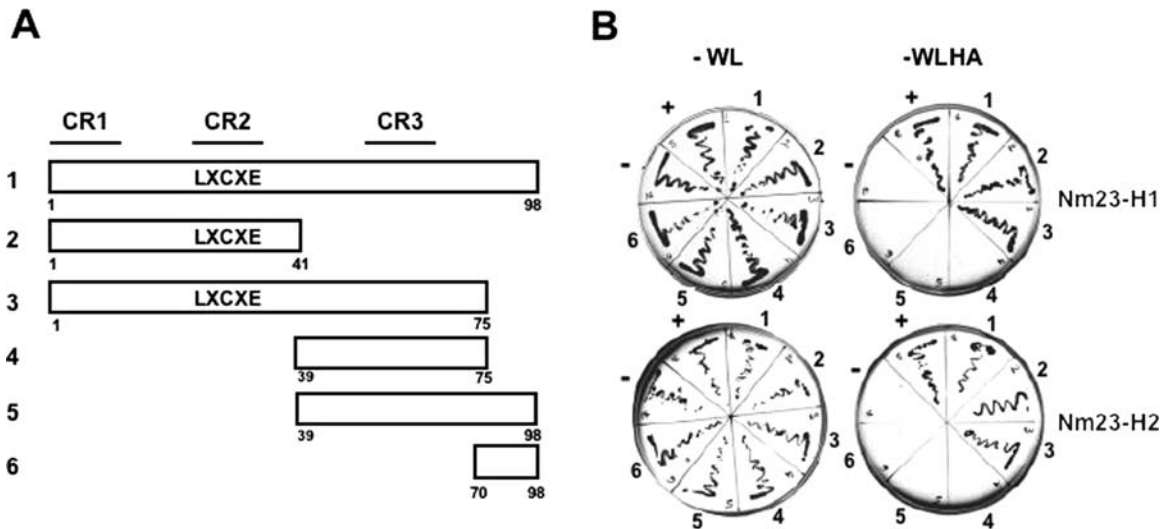 A
CR1 CR2 CR3
1 LXCXE
1 98
2 LXCXE
1 41
3 LXCXE
1 75
4
39 75
5
39 98
6
70 98
B
- WL -WLHA
+ 1 + 1
- 2 - 2
Nm23-H1
6 3 6 3
5 4 5 4
+ 1 + 1
- 2 - 2
Nm23-H2
6 3 6 3
5 4 5 4